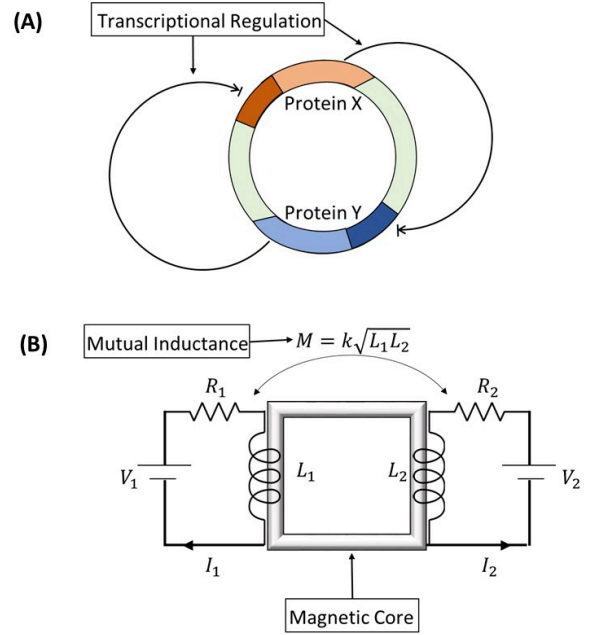 (A)
Transcriptional Regulation
Protein X
Protein Y
(B)
Mutual Inductance
M = k√L₁L₂
R₁
R₂
V₁
L₁
L₂
V₂
I₁
I₂
Magnetic Core